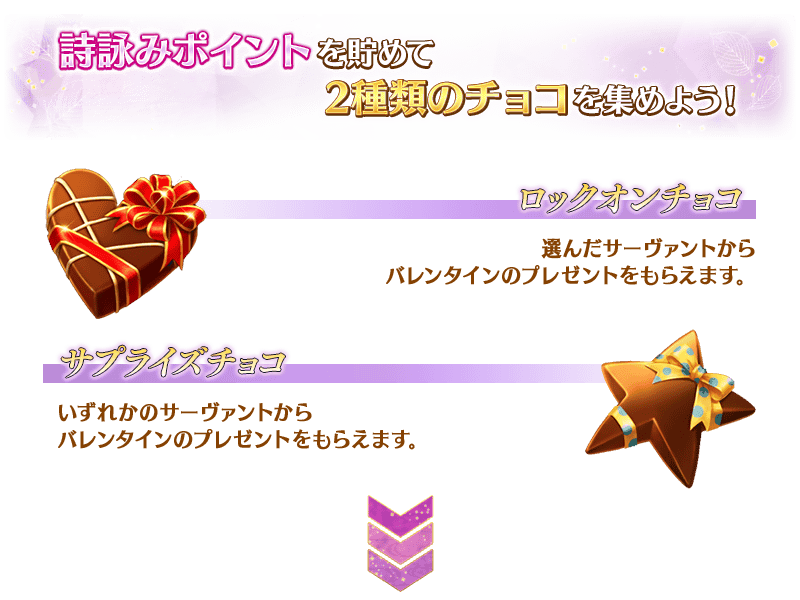 詩詠みポイントを貯めて
2種類のチョコを集めよう!
ロックオンチョコ
選んだサーヴァントから
バレンタインのプレゼントをもらえます。
サプライズチョコ
いずれかのサーヴァントから
バレンタインのプレゼントをもらえます。